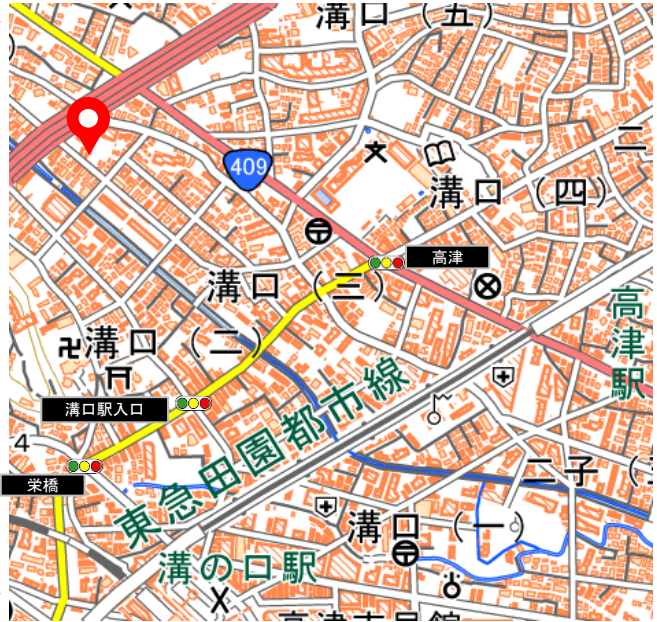 溝口（五）
二
409
溝口（四）
高津
溝口（三）
高津駅
溝口（二）
溝口駅入口
東急田園都市線
4
栄橋
二子（
溝口（一）
溝の口駅